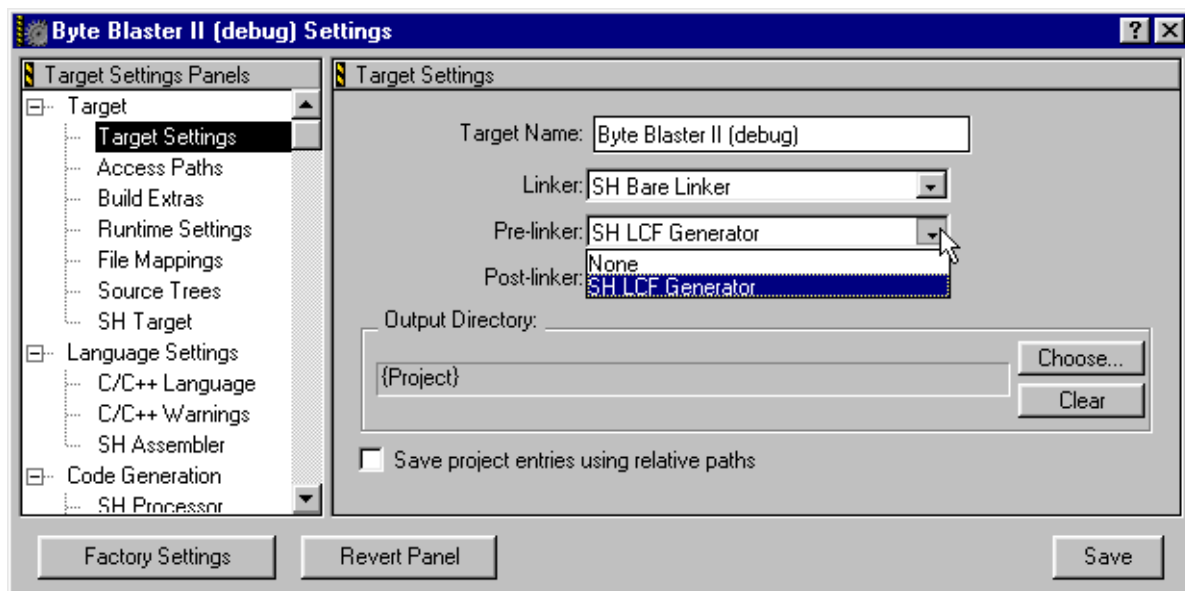 Byte Blaster II (debug) Settings
Target Settings Panels
Target
Target Settings
Access Paths
Build Extras
Runtime Settings
File Mappings
Source Trees
SH Target
Language Settings
C/C++ Language
C/C++ Warnings
SH Assembler
Code Generation
SH Processor
Target Settings
Target Name: Byte Blaster II (debug)
Linker: SH Bare Linker
Pre-linker: SH LCF Generator
None
Post-linker: SH LCF Generator
Output Directory:
{Project}
Choose...
Clear
Save project entries using relative paths
Factory Settings
Revert Panel
Save